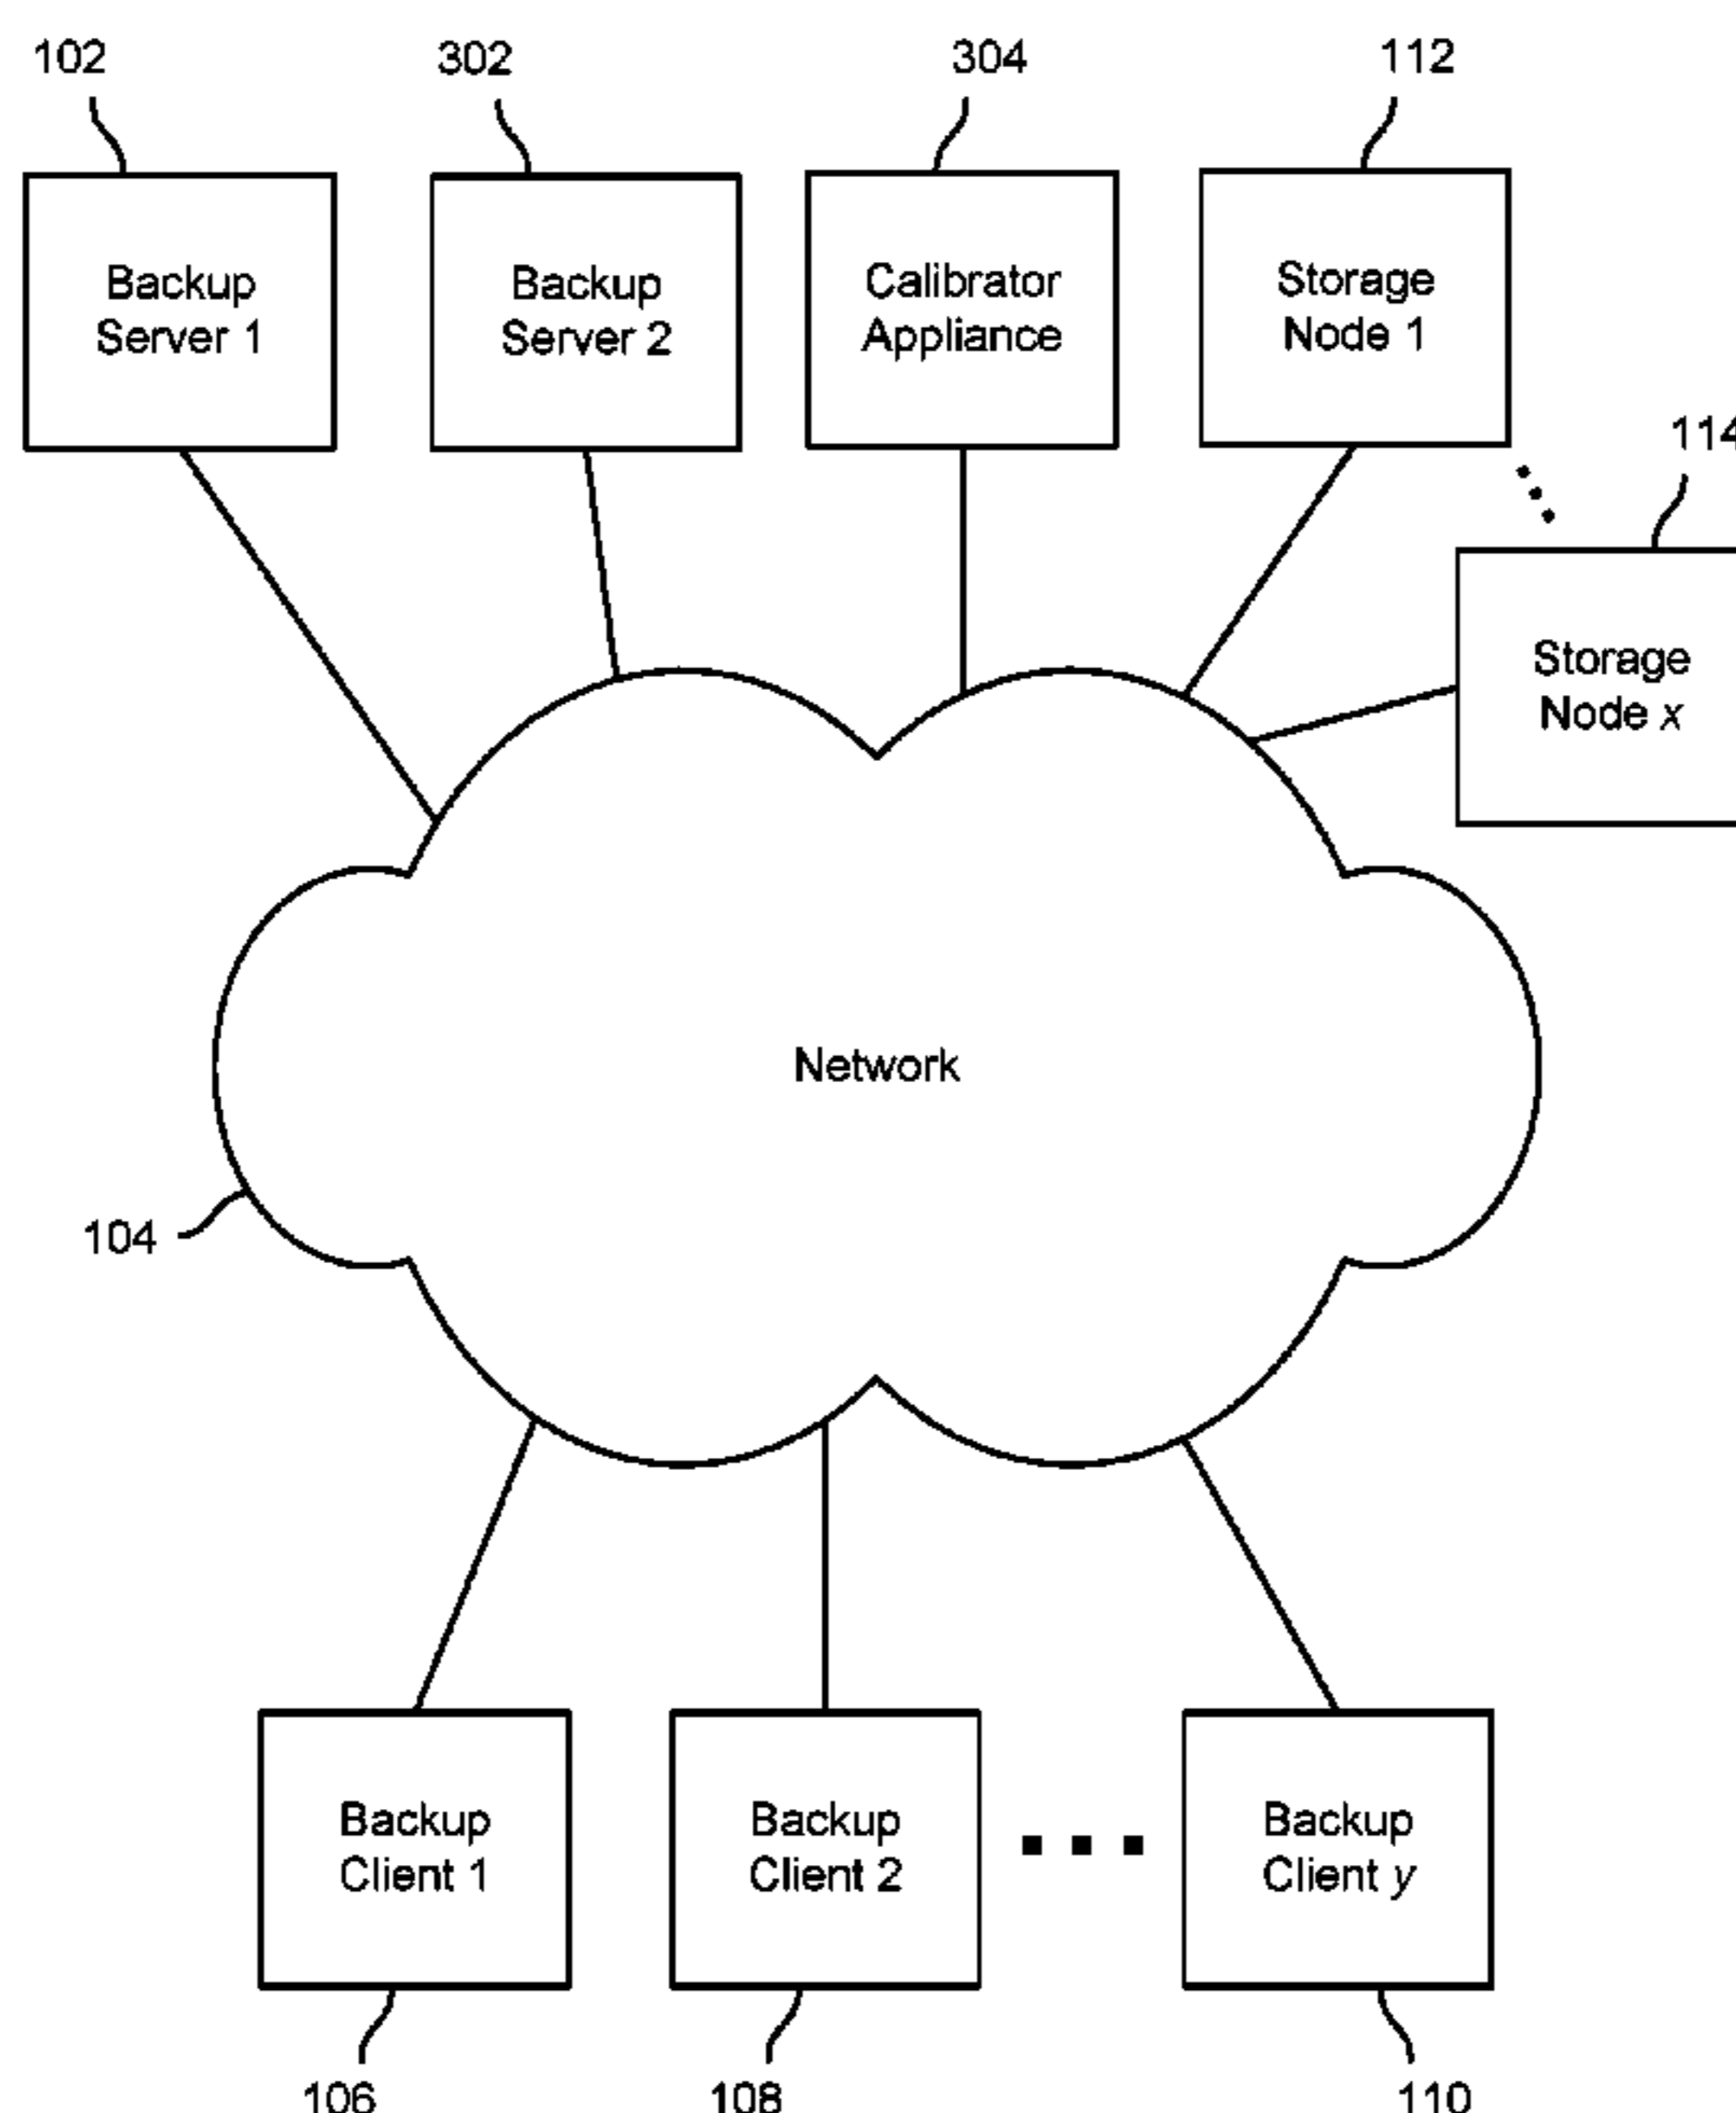 102
302
304
112
Backup
Server 1
Backup
Server 2
Calibrator
Appliance
Storage
Node 1
114
Storage
Node x
Network
104
Backup
Client 1
Backup
Client 2
Backup
Client y
106
108
110